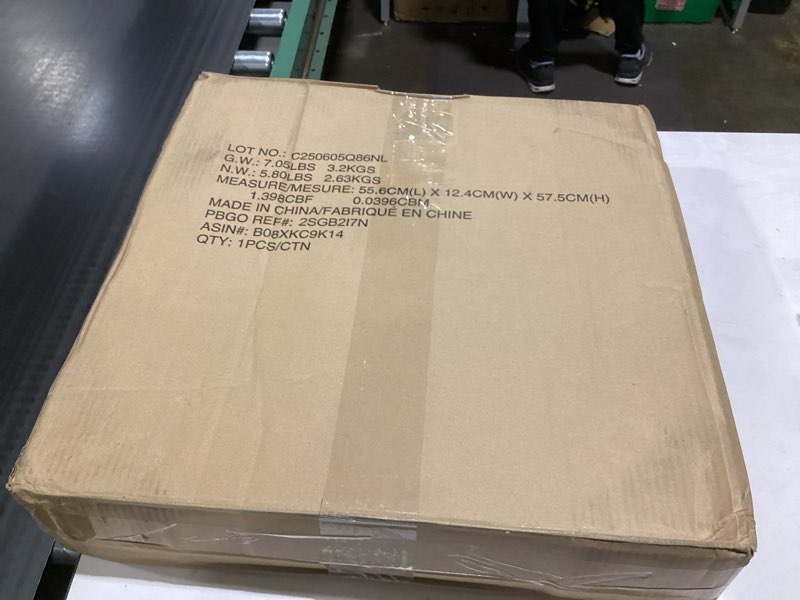 LOT NO.: C250605Q86NL
G.W.: 7.05LBS 3.2KGS
N.W.: 5.80LBS 2.63KGS
MEASURE/MESURE: 55.6CM(L) X 12.4CM(W) X 57.5CM(H)
1.398CBF 0.0396CBM
MADE IN CHINA/FABRIQUÉ EN CHINE
PBGO REF#: 2SGB2I7N
ASIN#: B08XKC9K14
QTY: 1PCS/CTN